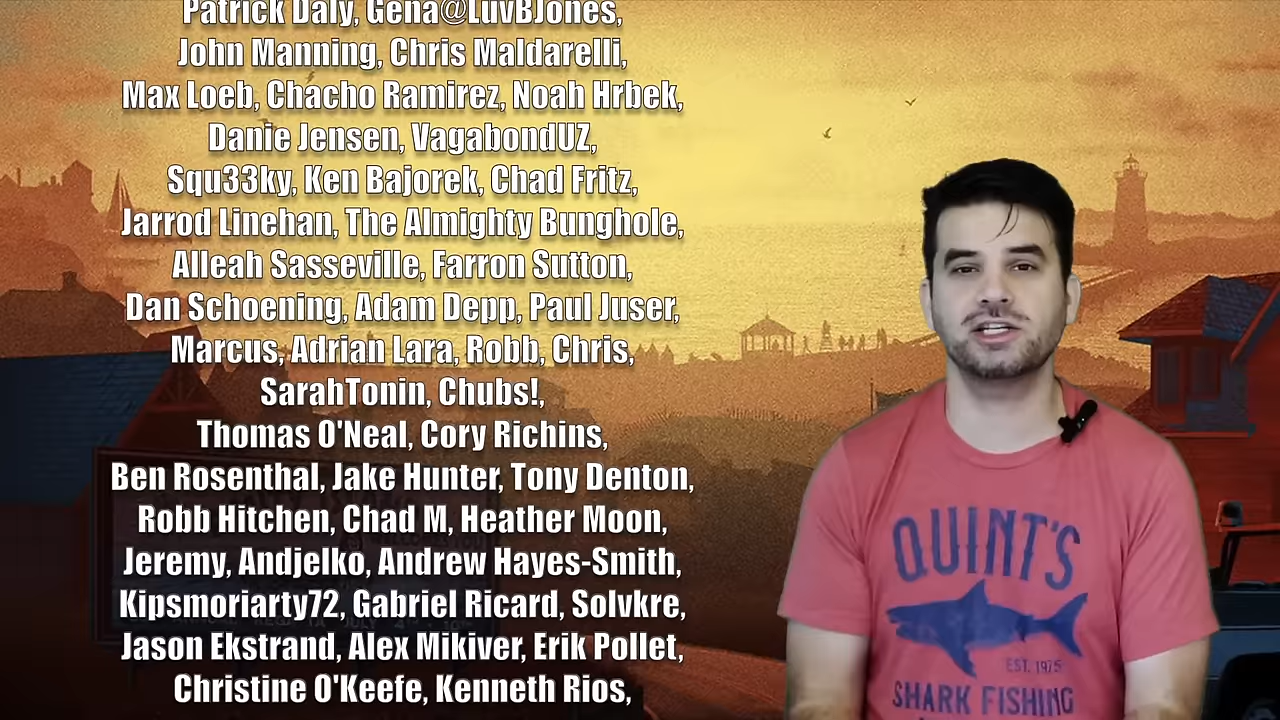 Patrick Daly, Gena@LuvBJones,
John Manning, Chris Maldarelli,
Max Loeb, Chacho Ramirez, Noah Hrbek,
Danie Jensen, VagabondUZ,
Squ33ky, Ken Bajorek, Chad Fritz,
Jarrod Linehan, The Almighty Bunghole,
Alleah Sasseville, Farron Sutton,
Dan Schoening, Adam Depp, Paul Juser,
Marcus, Adrian Lara, Robb, Chris,
SarahTonin, Chubs!,
Thomas O'Neal, Cory Richins,
Ben Rosenthal, Jake Hunter, Tony Denton,
Robb Hitchen, Chad M, Heather Moon,
Jeremy, Andjelko, Andrew Hayes-Smith,
Kipsmoriarty72, Gabriel Ricard, Solvkre,
Jason Ekstrand, Alex Mikiver, Erik Pollet,
Christine O'Keefe, Kenneth Rios,
QUINT'S
EST. 1975
SHARK FISHING